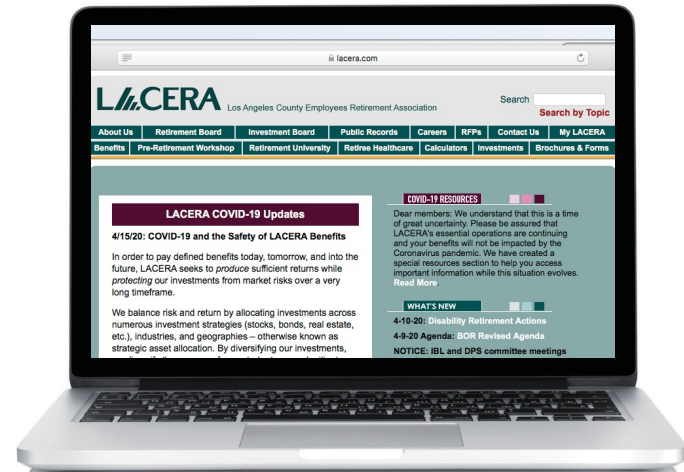 lacera.com
LACERA Los Angeles County Employees Retirement Association
Search
Search by Topic
About Us Retirement Board Investment Board Public Records Careers RFPs Contact Us My LACERA
Benefits Pre-Retirement Workshop Retirement University Retiree Healthcare Calculators Investments Brochures & Forms
LACERA COVID-19 Updates
4/15/20: COVID-19 and the Safety of LACERA Benefits
In order to pay defined benefits today, tomorrow, and into the
future, LACERA seeks to produce sufficient returns while
protecting our investments from market risks over a very
long timeframe.
We balance risk and return by allocating investments across
numerous investment strategies (stocks, bonds, real estate,
etc.), industries, and geographies – otherwise known as
strategic asset allocation. By diversifying our investments,
COVID-19 RESOURCES
Dear members: We understand that this is a time
of great uncertainty. Please be assured that
LACERA's essential operations are continuing
and your benefits will not be impacted by the
Coronavirus pandemic. We have created a
special resources section to help you access
important information while this situation evolves.
Read More.
WHAT'S NEW
4-10-20: Disability Retirement Actions
4-9-20 Agenda: BOR Revised Agenda
NOTICE: IBL and DPS committee meetings